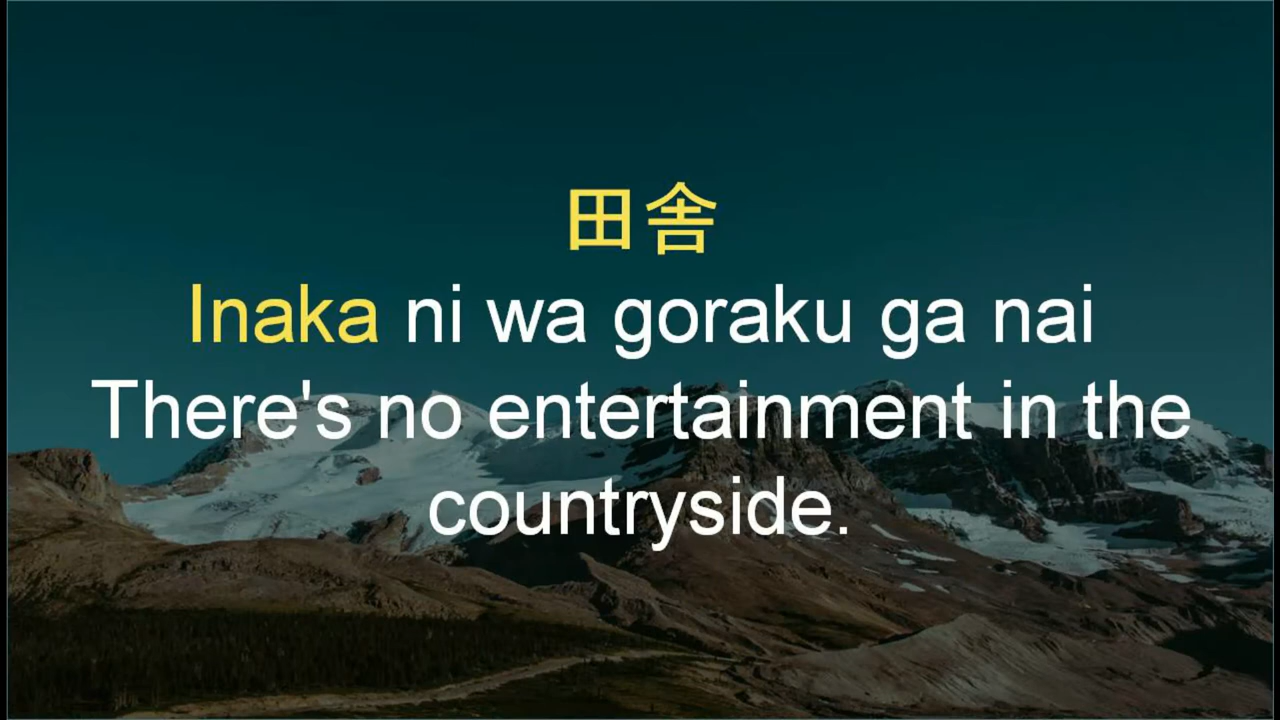 田舎
Inaka ni wa goraku ga nai
There's no entertainment in the
countryside.